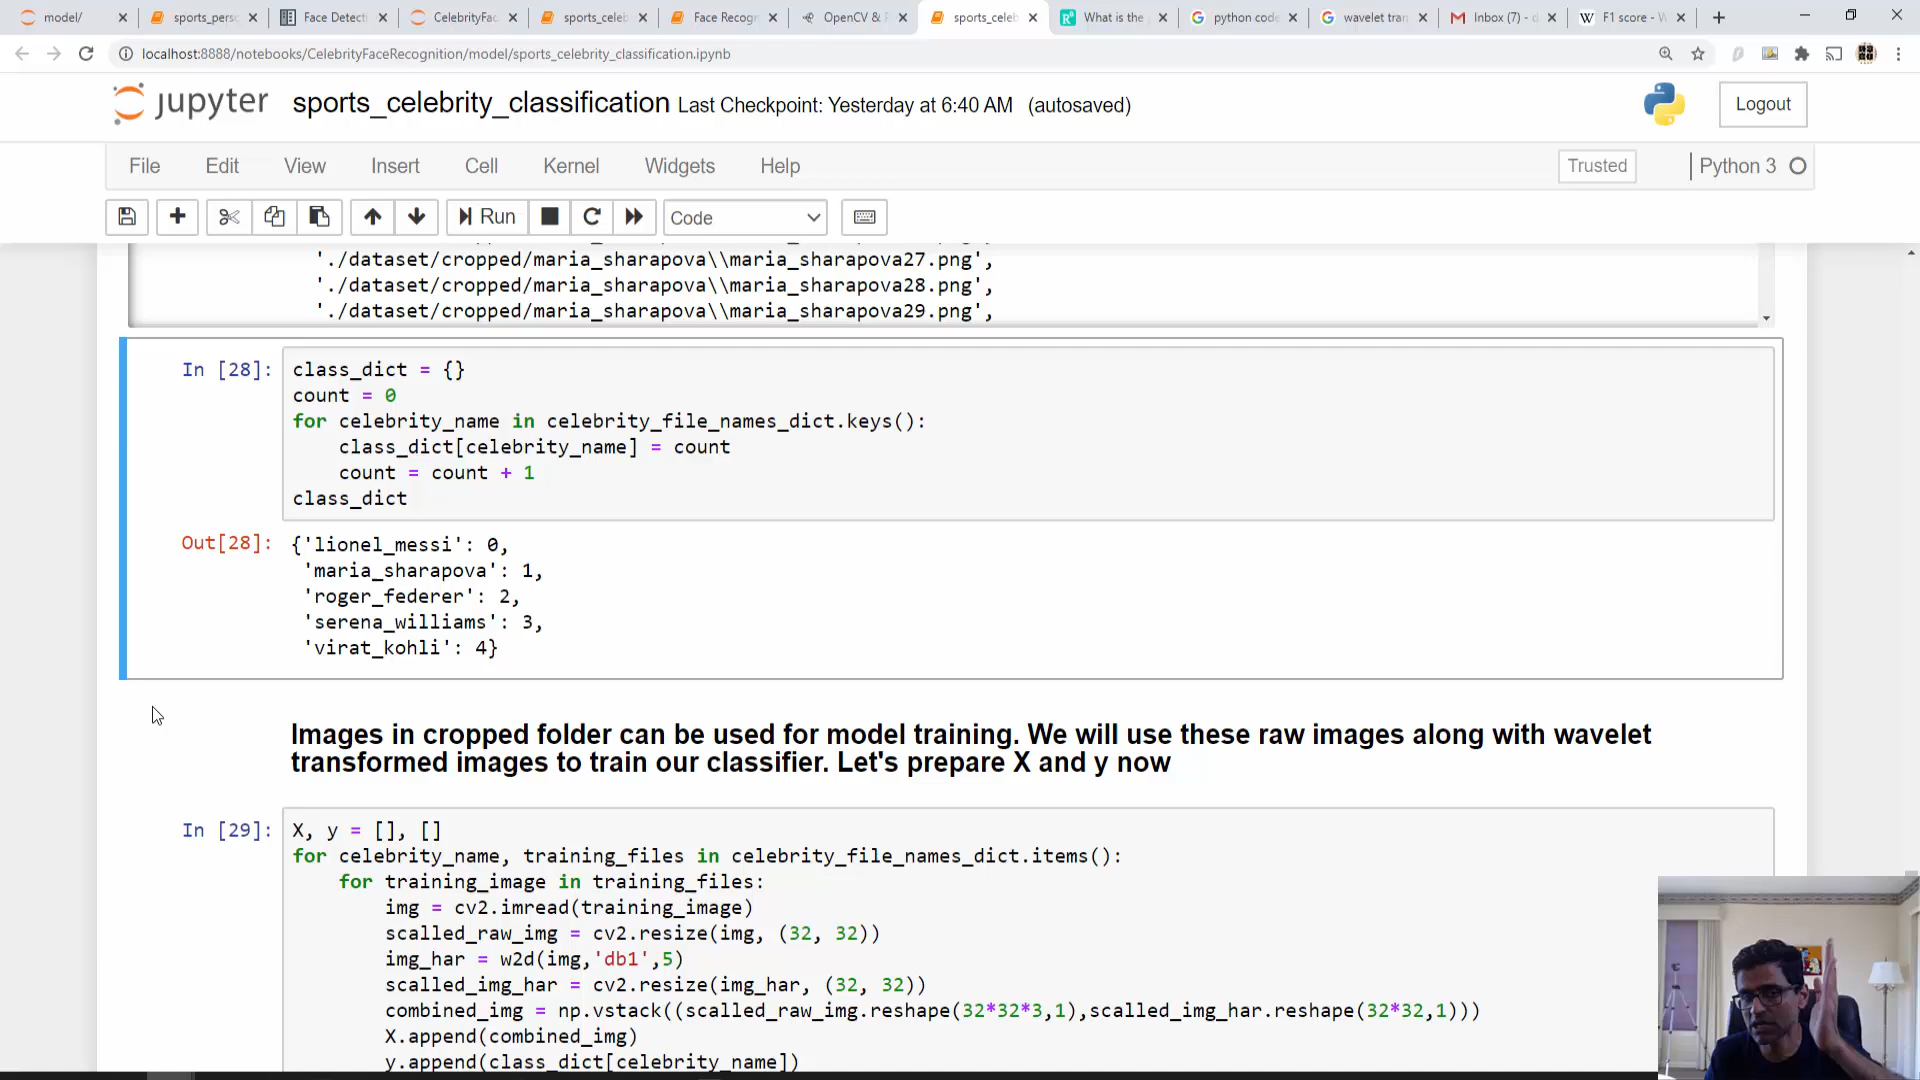 model/
sports_perso
Face Detecti
CelebrityFac
sports_celeb
Face Recogn
OpenCV &
sports_celeb
What is the
python code
wavelet tran
Inbox (7) - d
F1 score - W
localhost:8888/notebooks/CelebrityFaceRecognition/model/sports_celebrity_classification.ipynb
jupyter sports_celebrity_classification Last Checkpoint: Yesterday at 6:40 AM (autosaved)
Logout
File Edit View Insert Cell Kernel Widgets Help Trusted Python 3
Run Code
'./dataset/cropped/maria_sharapova\\maria_sharapova27.png',
'./dataset/cropped/maria_sharapova\\maria_sharapova28.png',
'./dataset/cropped/maria_sharapova\\maria_sharapova29.png',
In [28]: class_dict = {}
count = 0
for celebrity_name in celebrity_file_names_dict.keys():
class_dict[celebrity_name] = count
count = count + 1
class_dict
Out[28]: {'lionel_messi': 0,
'maria_sharapova': 1,
'roger_federer': 2,
'serena_williams': 3,
'virat_kohli': 4}
Images in cropped folder can be used for model training. We will use these raw images along with wavelet
transformed images to train our classifier. Let's prepare X and y now
In [29]: X, y = [], []
for celebrity_name, training_files in celebrity_file_names_dict.items():
for training_image in training_files:
img = cv2.imread(training_image)
scalled_raw_img = cv2.resize(img, (32, 32))
img_har = w2d(img,'db1',5)
scalled_img_har = cv2.resize(img_har, (32, 32))
combined_img = np.vstack((scalled_raw_img.reshape(32*32*3,1),scalled_img_har.reshape(32*32,1)))
X.append(combined_img)
y.append(class_dict[celebrity_name])